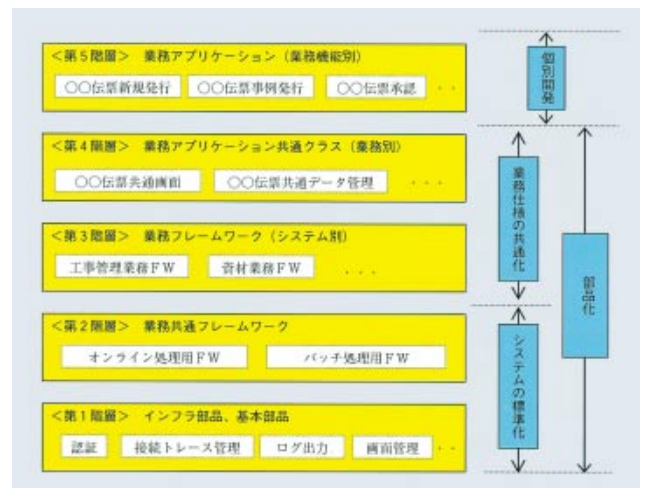 <第5階層> 業務アプリケーション(業務機能別)
〇〇伝票新規発行 〇〇伝票事例発行 〇〇伝票承認 ・・
<第4階層> 業務アプリケーション共通クラス(業務別)
〇〇伝票共通画面 〇〇伝票共通データ管理 ・・・
<第3階層> 業務フレームワーク(システム別)
工事管理業務FW 資材業務FW ・・・
<第2階層> 業務共通フレームワーク
オンライン処理用FW バッチ処理用FW
<第1階層> インフラ部品、基本部品
認証 接続トレース管理 ログ出力 画面管理 ・・
個別開発
業務仕様の共通化
システムの標準化
部品化